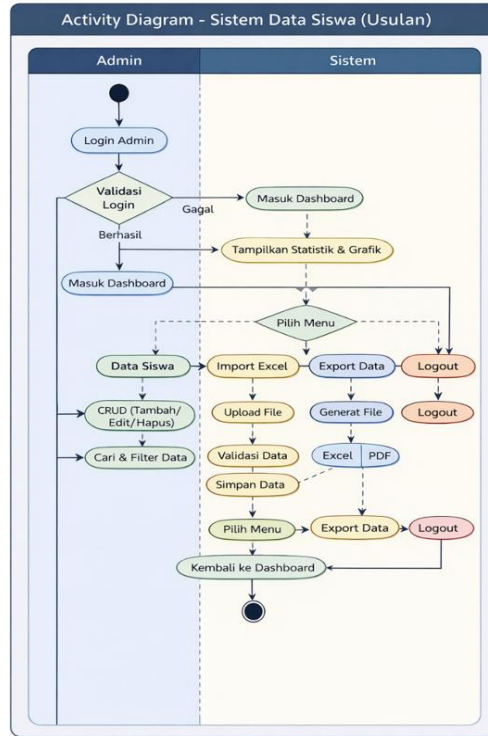 Activity Diagram - Sistem Data Siswa (Usulan)
Admin
Sistem
Login Admin
Validasi
Login
Gagal
Masuk Dashboard
Berhasil
Tampilkan Statistik & Grafik
Masuk Dashboard
Pilih Menu
Data Siswa
Import Excel
Export Data
Logout
CRUD (Tambah/
Edit/Hapus)
Upload File
Generat File
Logout
Cari & Filter Data
Validasi Data
Excel
PDF
Simpan Data
Pilih Menu
Export Data
Logout
Kembali ke Dashboard